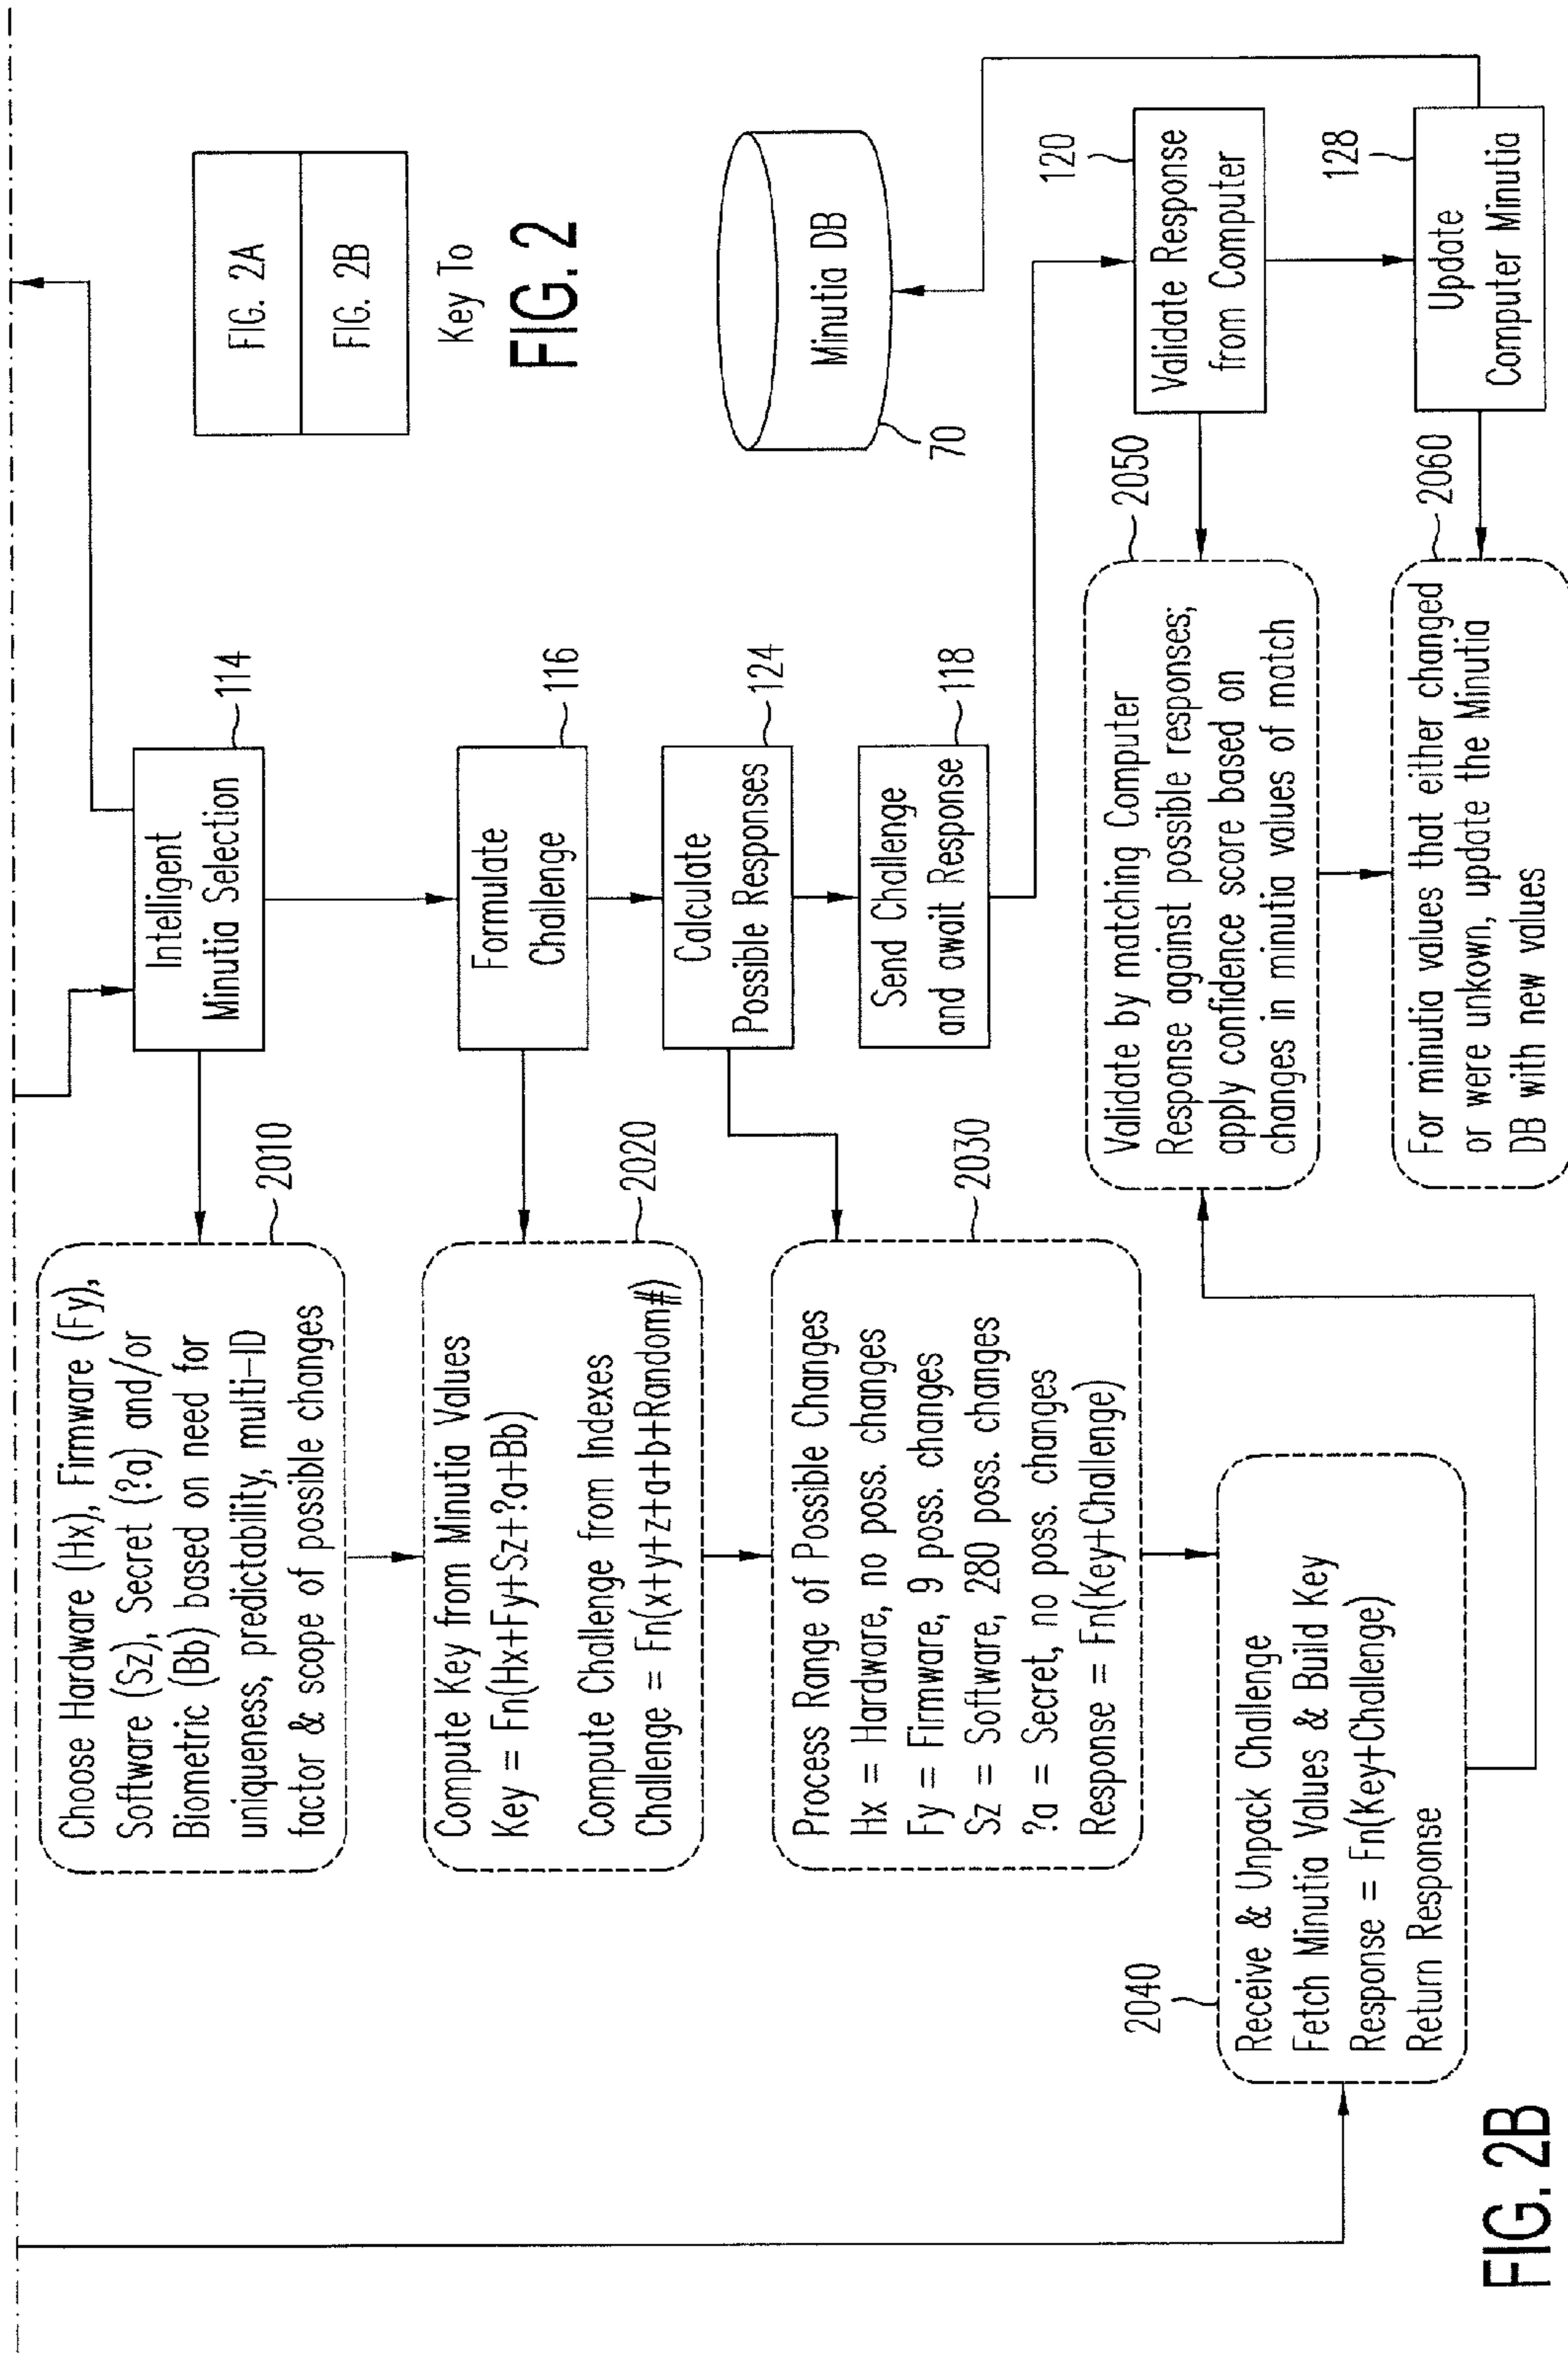 Choose Hardware (Hx), Firmware (Fy),
Software (Sz), Secret (?a) and/or
Biometric (Bb) based on need for
uniqueness, predictability, multi-ID
factor & scope of possible changes
2010
Intelligent
Minutia Selection
114
FIG. 2A
FIG. 2B
Key To
FIG. 2
Compute Key from Minutia Values
Key = Fn(Hx+Fy+Sz+?a+Bb)
Compute Challenge from Indexes
Challenge = Fn(x+y+z+a+b+Random#)
2020
Formulate
Challenge
116
Process Range of Possible Changes
Hx = Hardware, no poss. changes
Fy = Firmware, 9 poss. changes
Sz = Software, 280 poss. changes
?a = Secret, no poss. changes
Response = Fn(Key+Challenge)
2030
Calculate
Possible Responses
124
Send Challenge
and await Response
118
Minutia DB
70
2040
Receive & Unpack Challenge
Fetch Minutia Values & Build Key
Response = Fn(Key+Challenge)
Return Response
Validate by matching Computer
Response against possible responses;
apply confidence score based on
changes in minutia values of match
2050
Validate Response
from Computer
120
For minutia values that either changed
or were unkown, update the Minutia
DB with new values
2060
Update
Computer Minutia
128
FIG. 2B